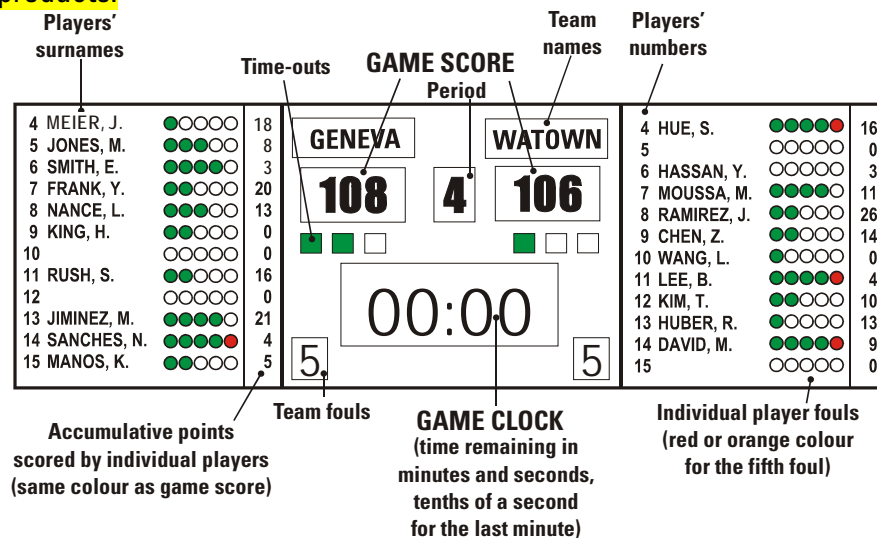 products.
Players'
surnames
Time-outs
GAME SCORE
Period
Team
names
Players'
numbers
4 MEIER, J. 18
5 JONES, M. 8
6 SMITH, E. 3
7 FRANK, Y. 20
8 NANCE, L. 13
9 KING, H. 0
10 0
11 RUSH, S. 16
12 0
13 JIMINEZ, M. 21
14 SANCHES, N. 4
15 MANOS, K. 5
GENEVA WATOWN
108 4 106
00:00
5 5
4 HUE, S. 16
5 0
6 HASSAN, Y. 3
7 MOUSSA, M. 11
8 RAMIREZ, J. 26
9 CHEN, Z. 14
10 WANG, L. 0
11 LEE, B. 4
12 KIM, T. 10
13 HUBER, R. 13
14 DAVID, M. 9
15 0
Accumulative points
scored by individual players
(same colour as game score)
Team fouls
GAME CLOCK
(time remaining in
minutes and seconds,
tenths of a second
for the last minute)
Individual player fouls
(red or orange colour
for the fifth foul)